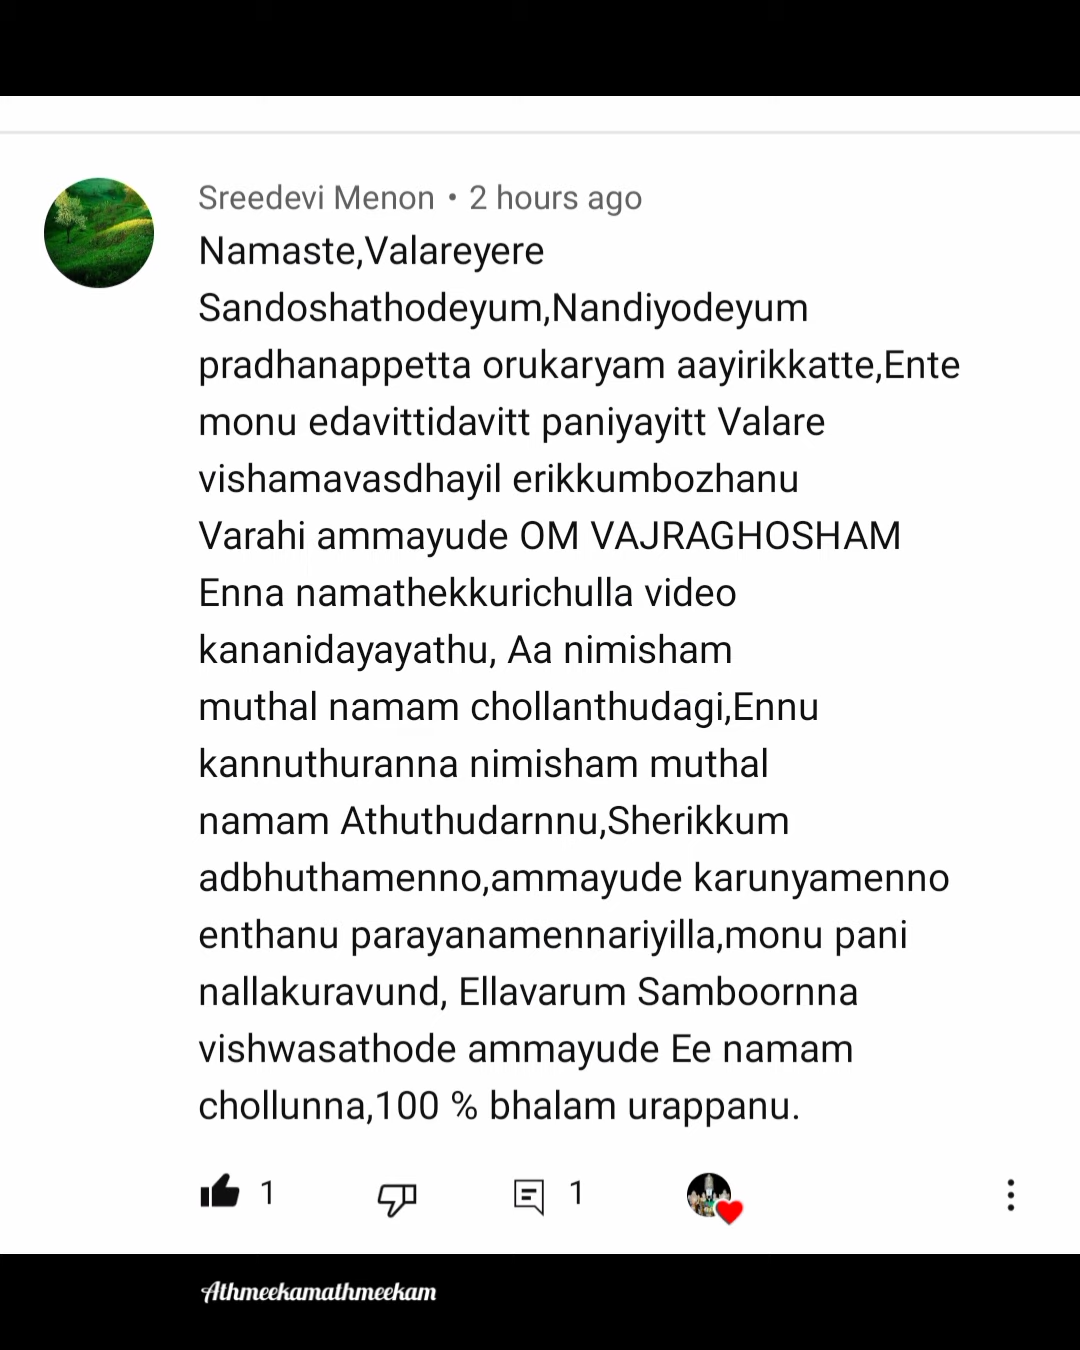 Sreedevi Menon • 2 hours ago
Namaste,Valareyere
Sandoshathodeyum,Nandiyodeyum
pradhanappetta orukaryam aayirikkatte,Ente
monu edavittidavitt paniyayitt Valare
vishamavasdhayil erikkumbozhanu
Varahi ammayude OM VAJRAGHOSHAM
Enna namathekkurichulla video
kananidayayathu, Aa nimisham
muthal namam chollanthudagi,Ennu
kannuthuranna nimisham muthal
namam Athuthudarnnu,Sherikkum
adbhuthamenno,ammayude karunyamenno
enthanu parayanamennariyilla,monu pani
nallakuravund, Ellavarum Samboornna
vishwasathode ammayude Ee namam
chollunna,100 % bhalam urappanu.
1 1
Athmeekamathmeekam